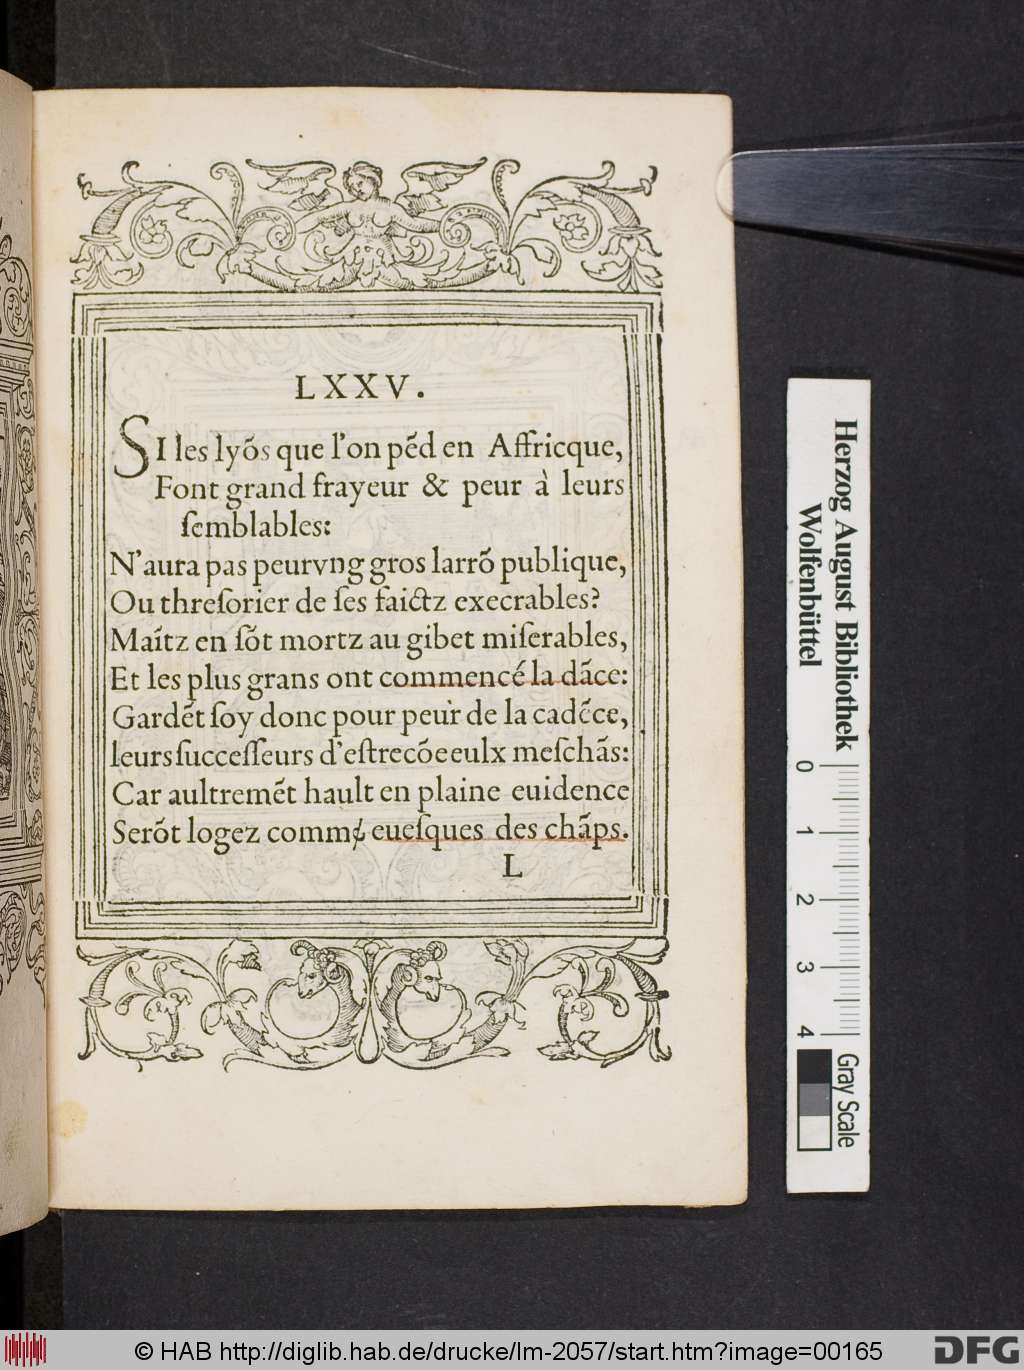 LXXV.
SI les lyõs que l'on pẽd en Affricque,
Font grand frayeur & peur à leurs
ſemblables:
N'aura pas peurvng gros larrõ publique,
Ou threſorier de ſes faictz execrables?
Maĩtz en ſõt mortz au gibet miſerables,
Et les plus grans ont commencé la dãce:
Gardẽt ſoy donc pour peur de la cadẽce,
leurs ſucceſſeurs d'eſtre cõe eulx meſchãs:
Car aultremẽt hault en plaine euidence
Serõt logez comme eueſques des chãps.
L
Herzog August Bibliothek
Wolfenbüttel
0 1 2 3 4
Gray Scale
© HAB http://diglib.hab.de/drucke/lm-2057/start.htm?image=00165
DFG